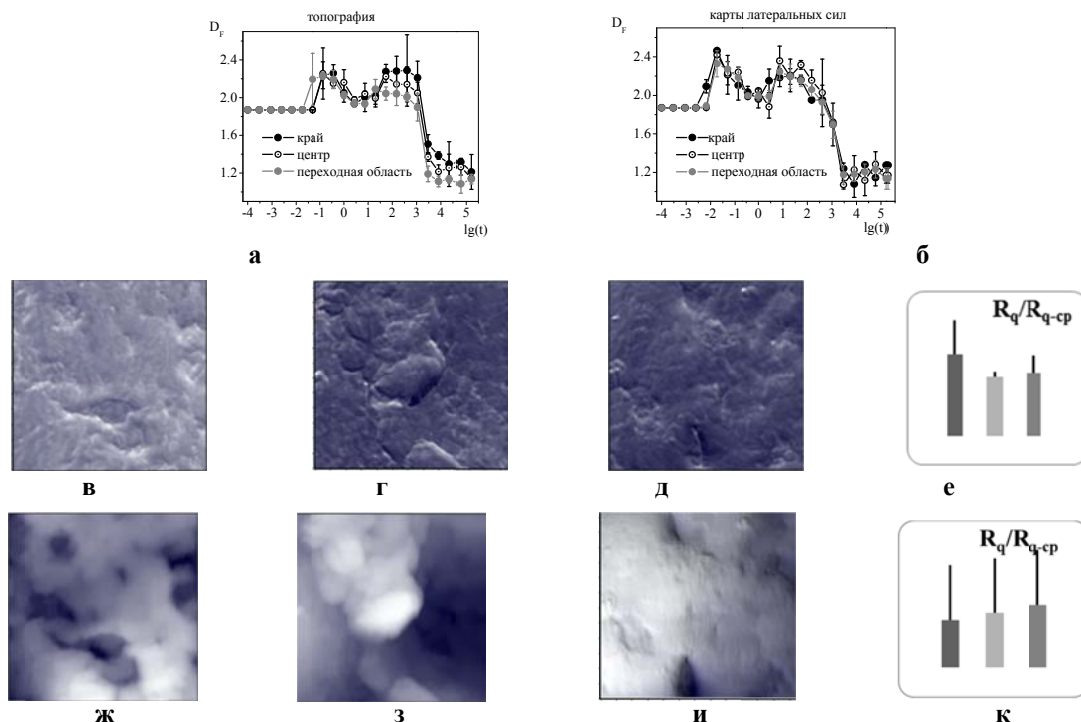 топография
D_F
2.4
2.0
1.6
1.2
край
центр
переходная область
-4 -3 -2 -1 0 1 2 3 4 5
lg(t)
а
карты латеральных сил
D_F
2.4
2.0
1.6
1.2
край
центр
переходная область
-4 -3 -2 -1 0 1 2 3 4 5
lg(t)
б
R_q/R_q-ср
в г д е
R_q/R_q-ср
ж з и к